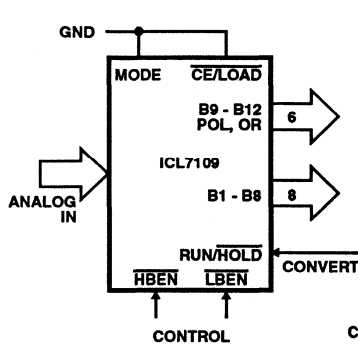 GND
MODE CE/LOAD
B9 - B12
POL, OR
6
ICL7109
B1 - B8
8
ANALOG
IN
RUN/HOLD
CONVERT
HBEN LBEN
CONTROL
C